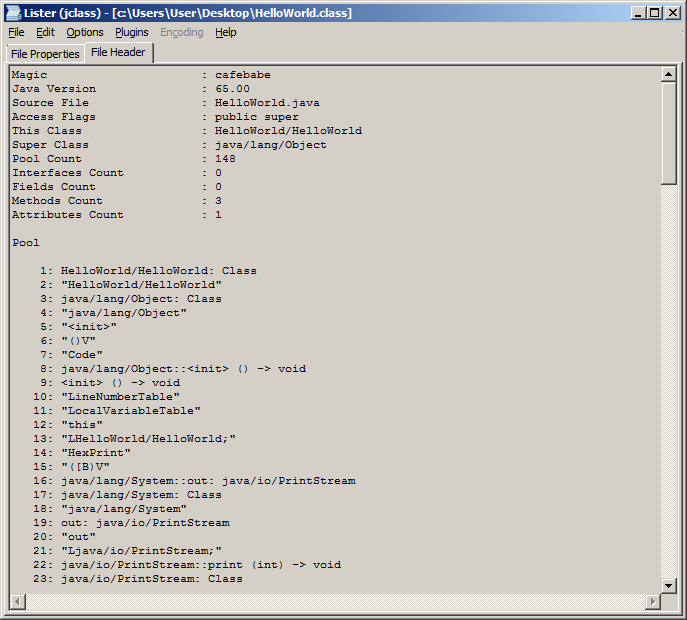 Lister (jclass) - [c:\Users\User\Desktop\HelloWorld.class]
File Edit Options Plugins Encoding Help
File Properties File Header
Magic : cafebabe
Java Version : 65.00
Source File : HelloWorld.java
Access Flags : public super
This Class : HelloWorld/HelloWorld
Super Class : java/lang/Object
Pool Count : 148
Interfaces Count : 0
Fields Count : 0
Methods Count : 3
Attributes Count : 1
Pool
1: HelloWorld/HelloWorld: Class
2: "HelloWorld/HelloWorld"
3: java/lang/Object: Class
4: "java/lang/Object"
5: "<init>"
6: "()V"
7: "Code"
8: java/lang/Object::<init> () -> void
9: <init> () -> void
10: "LineNumberTable"
11: "LocalVariableTable"
12: "this"
13: "LHelloWorld/HelloWorld;"
14: "HexPrint"
15: "([B)V"
16: java/lang/System::out: java/io/PrintStream
17: java/lang/System: Class
18: "java/lang/System"
19: out: java/io/PrintStream
20: "out"
21: "Ljava/io/PrintStream;"
22: java/io/PrintStream::print (int) -> void
23: java/io/PrintStream: Class